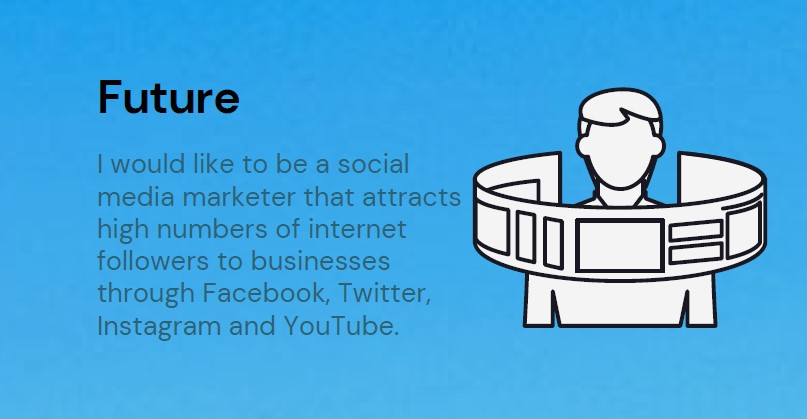 Future
I would like to be a social
media marketer that attracts
high numbers of internet
followers to businesses
through Facebook, Twitter,
Instagram and YouTube.